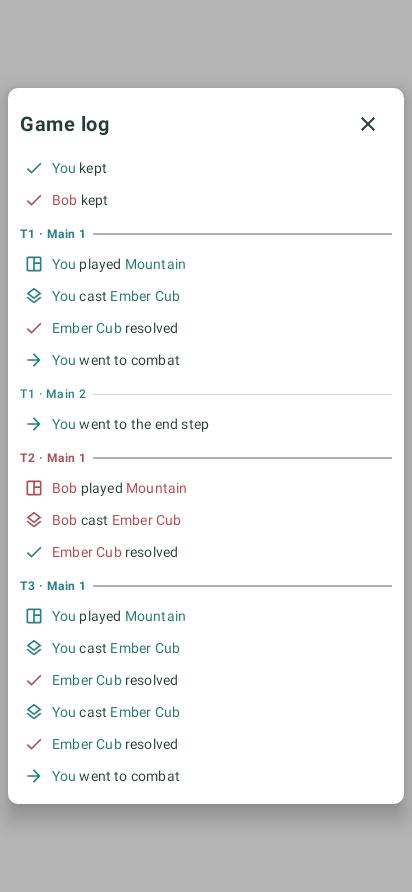 Game log
You kept
Bob kept
T1 · Main 1
You played Mountain
You cast Ember Cub
Ember Cub resolved
You went to combat
T1 · Main 2
You went to the end step
T2 · Main 1
Bob played Mountain
Bob cast Ember Cub
Ember Cub resolved
T3 · Main 1
You played Mountain
You cast Ember Cub
Ember Cub resolved
You cast Ember Cub
Ember Cub resolved
You went to combat